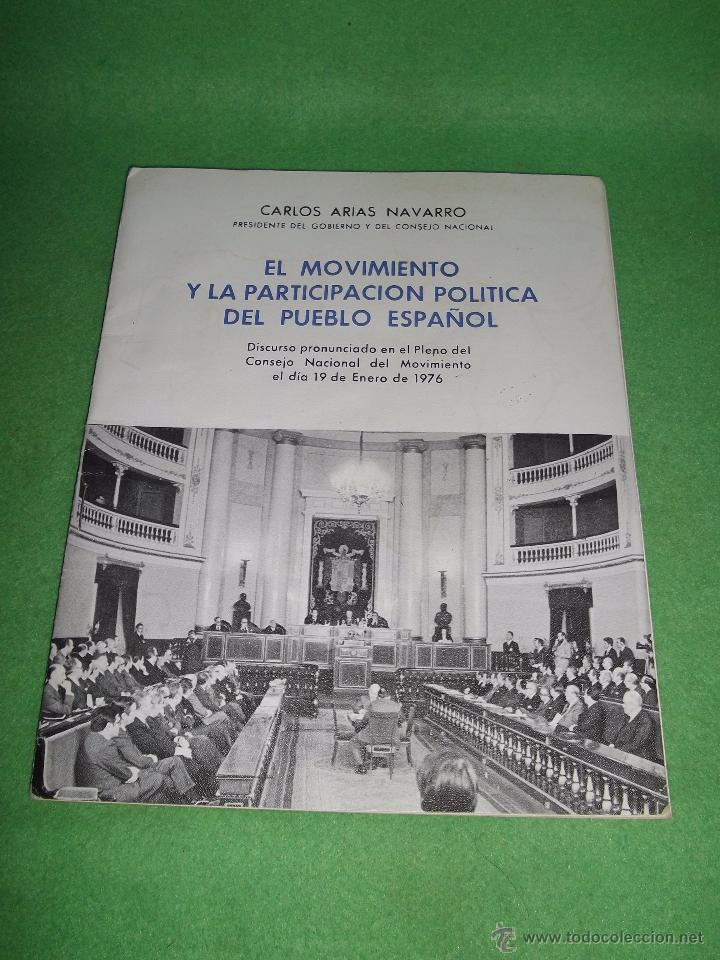 CARLOS ARIAS NAVARRO
PRESIDENTE DEL GOBIERNO Y DEL CONSEJO NACIONAL
EL MOVIMIENTO
Y LA PARTICIPACION POLITICA
DEL PUEBLO ESPAÑOL
Discurso pronunciado en el Pleno del
Consejo Nacional del Movimiento
el día 19 de Enero de 1976
© todocoleccion
www.todocoleccion.net